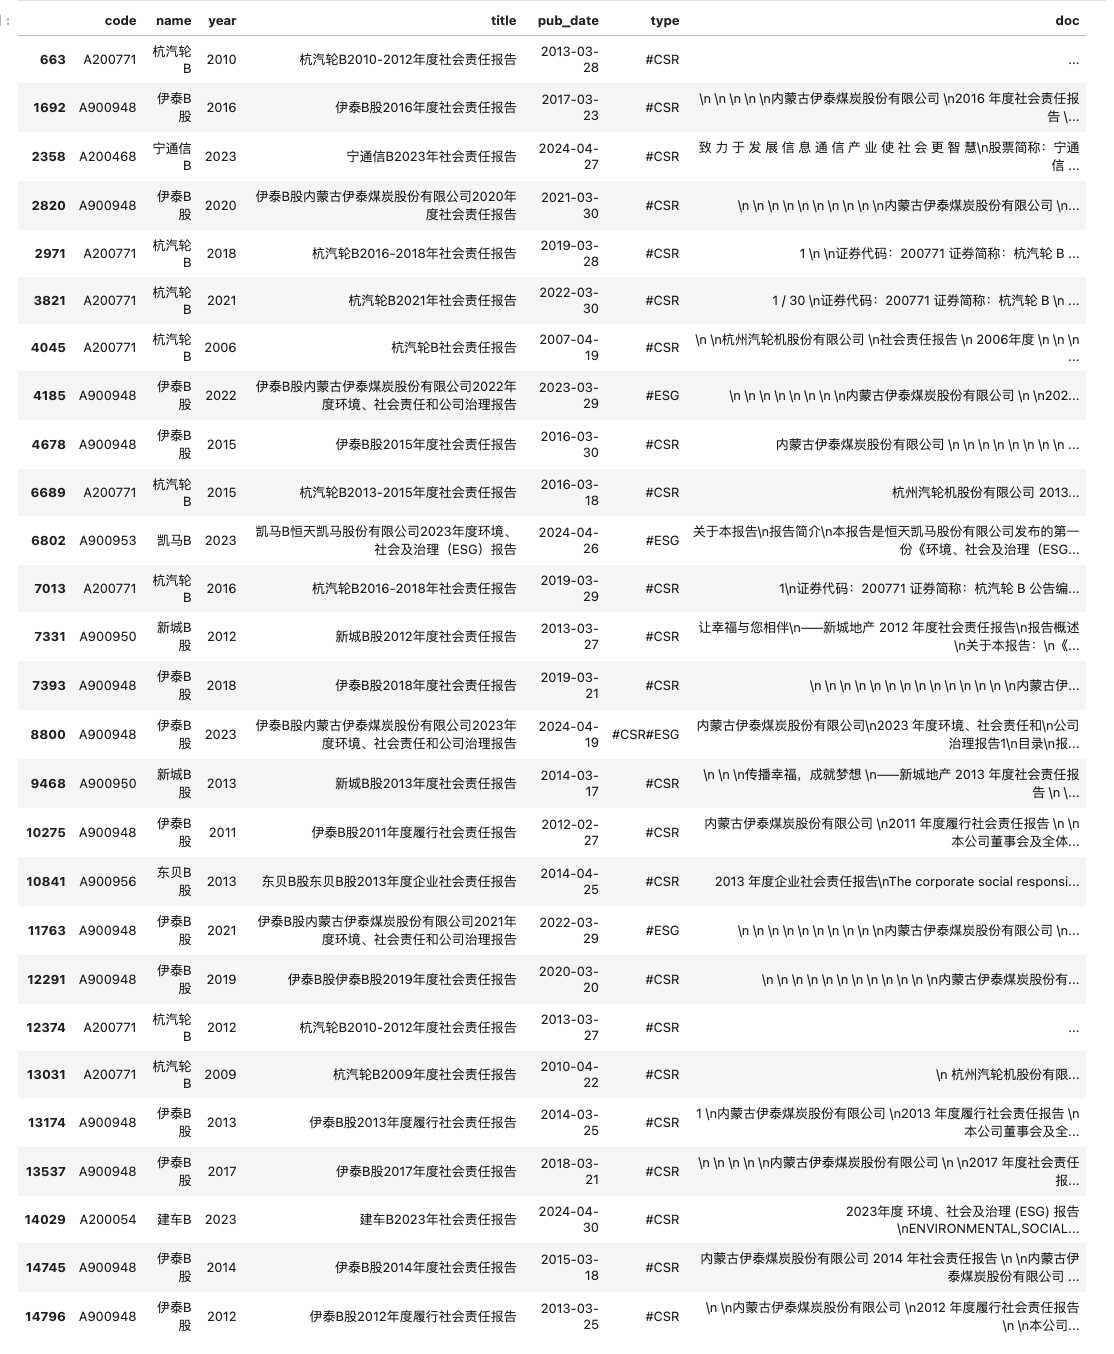 ]: code name year title pub_date type doc
663 A200771 杭汽轮B 2010 杭汽轮B2010-2012年度社会责任报告 2013-03-28 #CSR ...
1692 A900948 伊泰B股 2016 伊泰B股2016年度社会责任报告 2017-03-23 #CSR \n \n \n \n \n内蒙古伊泰煤炭股份有限公司 \n2016 年度社会责任报告 \...
2358 A200468 宁通信B 2023 宁通信B2023年社会责任报告 2024-04-27 #CSR 致 力 于 发 展 信 息 通 信 产 业 使 社 会 更 智 慧\n股票简称：宁通信 ...
2820 A900948 伊泰B股 2020 伊泰B股内蒙古伊泰煤炭股份有限公司2020年度社会责任报告 2021-03-30 #CSR \n \n \n \n \n \n \n \n \n \n内蒙古伊泰煤炭股份有限公司 \n...
2971 A200771 杭汽轮B 2018 杭汽轮B2016-2018年社会责任报告 2019-03-28 #CSR 1 \n \n证券代码：200771 证券简称：杭汽轮 B ...
3821 A200771 杭汽轮B 2021 杭汽轮B2021年社会责任报告 2022-03-30 #CSR 1 / 30 \n证券代码：200771 证券简称：杭汽轮 B \n ...
4045 A200771 杭汽轮B 2006 杭汽轮B社会责任报告 2007-04-19 #CSR \n \n杭州汽轮机股份有限公司 \n社会责任报告 \n 2006年度 \n \n \n ...
4185 A900948 伊泰B股 2022 伊泰B股内蒙古伊泰煤炭股份有限公司2022年度环境、社会责任和公司治理报告 2023-03-29 #ESG \n \n \n \n \n \n \n \n内蒙古伊泰煤炭股份有限公司 \n \n202...
4678 A900948 伊泰B股 2015 伊泰B股2015年度社会责任报告 2016-03-30 #CSR 内蒙古伊泰煤炭股份有限公司 \n \n \n \n \n \n \n \n ...
6689 A200771 杭汽轮B 2015 杭汽轮B2013-2015年度社会责任报告 2016-03-18 #CSR 杭州汽轮机股份有限公司 2013...
6802 A900953 凯马B 2023 凯马B恒天凯马股份有限公司2023年度环境、社会及治理（ESG）报告 2024-04-26 #ESG 关于本报告\n报告简介\n本报告是恒天凯马股份有限公司发布的第一份《环境、社会及治理（ESG...
7013 A200771 杭汽轮B 2016 杭汽轮B2016-2018年社会责任报告 2019-03-29 #CSR 1\n证券代码：200771 证券简称：杭汽轮 B 公告编...
7331 A900950 新城B股 2012 新城B股2012年度社会责任报告 2013-03-27 #CSR 让幸福与您相伴\n——新城地产 2012 年度社会责任报告\n报告概述\n关于本报告：\n《...
7393 A900948 伊泰B股 2018 伊泰B股2018年度社会责任报告 2019-03-21 #CSR \n \n \n \n \n \n \n \n \n \n \n \n \n \n内蒙古伊...
8800 A900948 伊泰B股 2023 伊泰B股内蒙古伊泰煤炭股份有限公司2023年度环境、社会责任和公司治理报告 2024-04-19 #CSR#ESG 内蒙古伊泰煤炭股份有限公司\n2023 年度环境、社会责任和\n公司治理报告1\n目录\n报...
9468 A900950 新城B股 2013 新城B股2013年度社会责任报告 2014-03-17 #CSR \n \n \n传播幸福，成就梦想 \n——新城地产 2013 年度社会责任报告 \n \...
10275 A900948 伊泰B股 2011 伊泰B股2011年度履行社会责任报告 2012-02-27 #CSR 内蒙古伊泰煤炭股份有限公司 \n2011 年度履行社会责任报告 \n \n本公司董事会及全体...
10841 A900956 东贝B股 2013 东贝B股东贝B股2013年度企业社会责任报告 2014-04-25 #CSR 2013 年度企业社会责任报告\nThe corporate social responsi...
11763 A900948 伊泰B股 2021 伊泰B股内蒙古伊泰煤炭股份有限公司2021年度环境、社会责任和公司治理报告 2022-03-29 #ESG \n \n \n \n \n \n \n \n \n \n内蒙古伊泰煤炭股份有限公司 \n...
12291 A900948 伊泰B股 2019 伊泰B股伊泰B股2019年度社会责任报告 2020-03-20 #CSR \n \n \n \n \n \n \n \n \n \n \n \n内蒙古伊泰煤炭股份有...
12374 A200771 杭汽轮B 2012 杭汽轮B2010-2012年度社会责任报告 2013-03-27 #CSR ...
13031 A200771 杭汽轮B 2009 杭汽轮B2009年度社会责任报告 2010-04-22 #CSR \n 杭州汽轮机股份有限...
13174 A900948 伊泰B股 2013 伊泰B股2013年度履行社会责任报告 2014-03-25 #CSR 1 \n内蒙古伊泰煤炭股份有限公司 \n2013 年度履行社会责任报告 \n本公司董事会及全...
13537 A900948 伊泰B股 2017 伊泰B股2017年度社会责任报告 2018-03-21 #CSR \n \n \n \n \n内蒙古伊泰煤炭股份有限公司 \n \n2017 年度社会责任报...
14029 A200054 建车B 2023 建车B2023年社会责任报告 2024-04-30 #CSR 2023年度 环境、社会及治理 (ESG) 报告\nENVIRONMENTAL,SOCIAL...
14745 A900948 伊泰B股 2014 伊泰B股2014年度社会责任报告 2015-03-18 #CSR 内蒙古伊泰煤炭股份有限公司 2014 年社会责任报告 \n \n内蒙古伊泰煤炭股份有限公司 ...
14796 A900948 伊泰B股 2012 伊泰B股2012年度履行社会责任报告 2013-03-25 #CSR \n \n内蒙古伊泰煤炭股份有限公司 \n2012 年度履行社会责任报告 \n \n本公司...